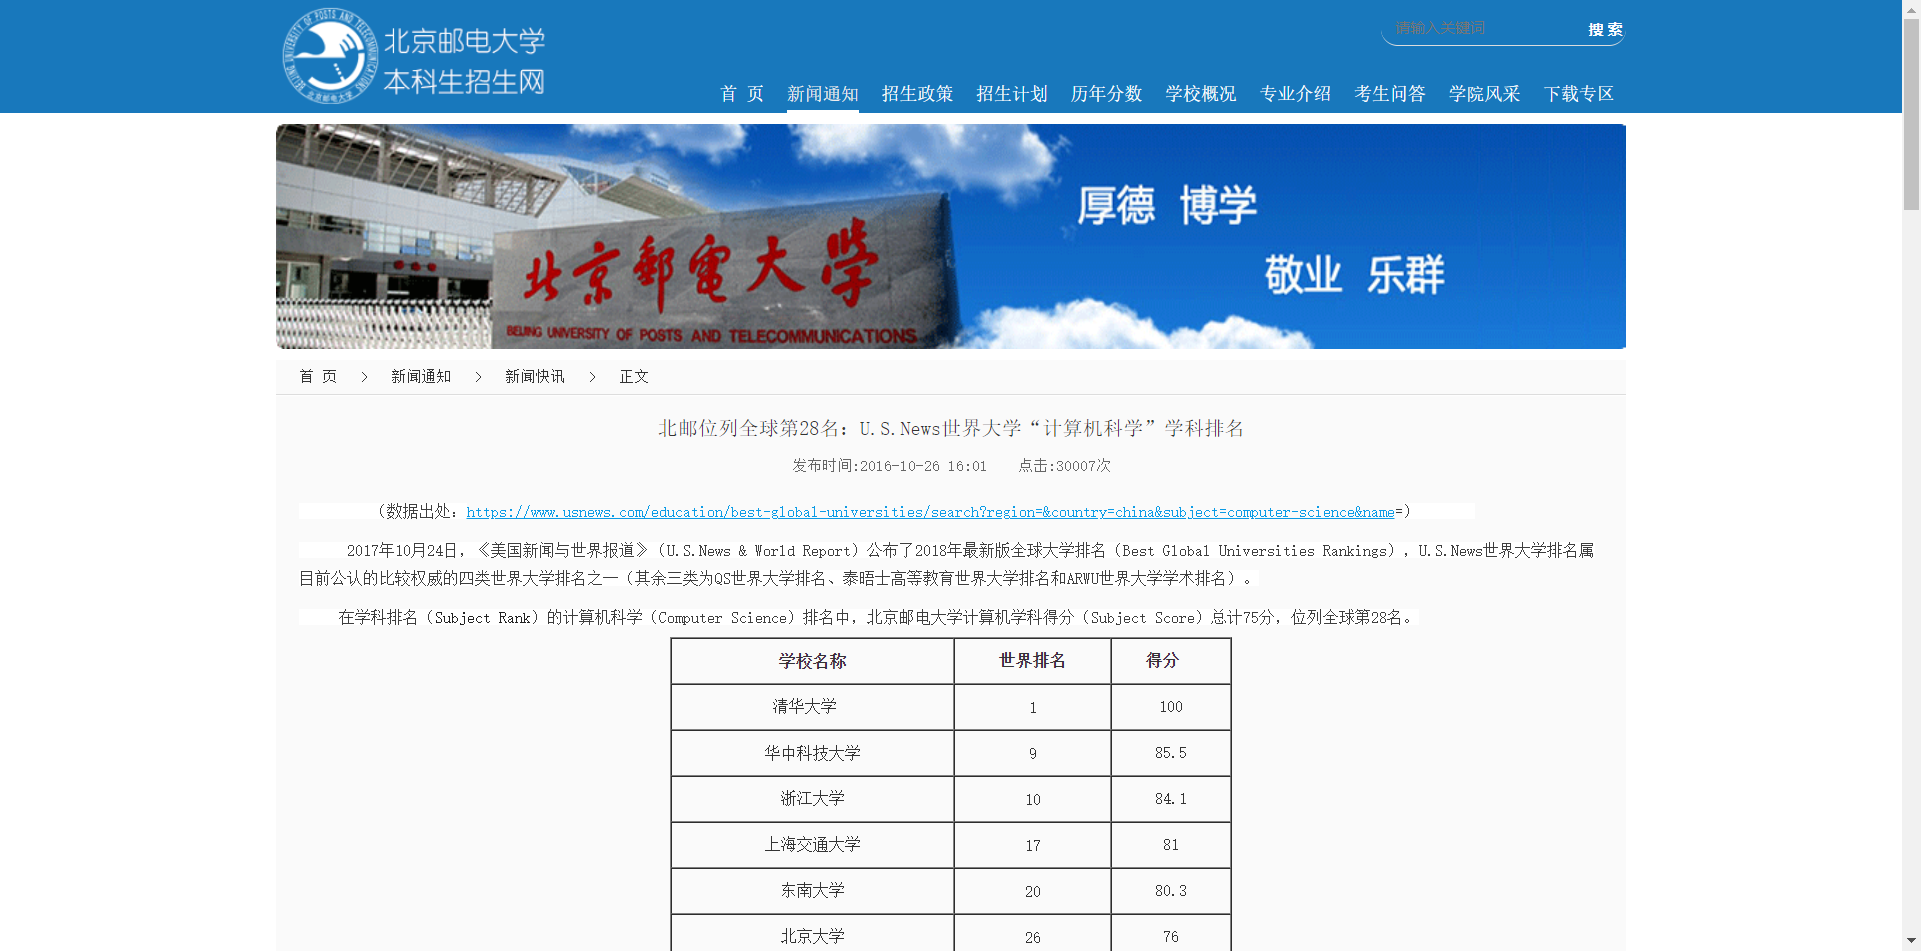 北京邮电大学
本科生招生网
请输入关键词
搜 索
首 页 新闻通知 招生政策 招生计划 历年分数 学校概况 专业介绍 考生问答 学院风采 下载专区
北京邮电大学
BEIJING UNIVERSITY OF POSTS AND TELECOMMUNICATIONS
厚德 博学
敬业 乐群
首 页 > 新闻通知 > 新闻快讯 > 正文
北邮位列全球第28名：U.S.News世界大学“计算机科学”学科排名
发布时间:2016-10-26 16:01 点击:30007次
（数据出处：https://www.usnews.com/education/best-global-universities/search?region=&country=china&subject=computer-science&name=）
2017年10月24日，《美国新闻与世界报道》（U.S.News & World Report）公布了2018年最新版全球大学排名（Best Global Universities Rankings），U.S.News世界大学排名属
目前公认的比较权威的四类世界大学排名之一（其余三类为QS世界大学排名、泰晤士高等教育世界大学排名和ARWU世界大学学术排名）。
在学科排名（Subject Rank）的计算机科学（Computer Science）排名中，北京邮电大学计算机学科得分（Subject Score）总计75分，位列全球第28名。
学校名称 世界排名 得分
清华大学 1 100
华中科技大学 9 85.5
浙江大学 10 84.1
上海交通大学 17 81
东南大学 20 80.3
北京大学 26 76